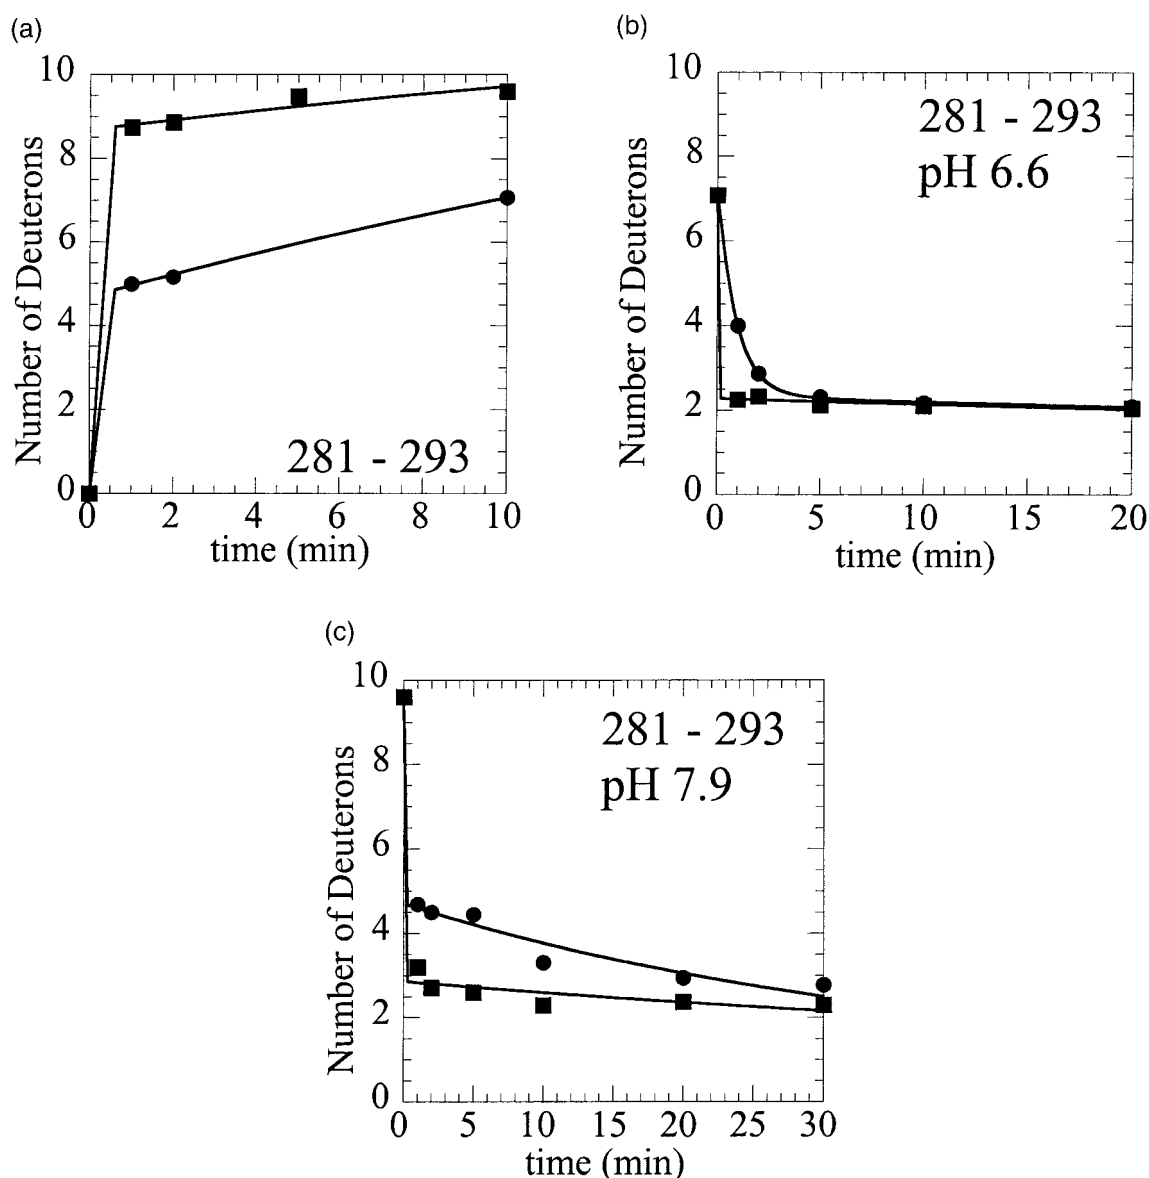 (a)
Number of Deuterons
10
8
6
4
2
0
281 - 293
0 2 4 6 8 10
time (min)
(b)
Number of Deuterons
10
8
6
4
2
0
281 - 293
pH 6.6
0 5 10 15 20
time (min)
(c)
Number of Deuterons
10
8
6
4
2
0
281 - 293
pH 7.9
0 5 10 15 20 25 30
time (min)